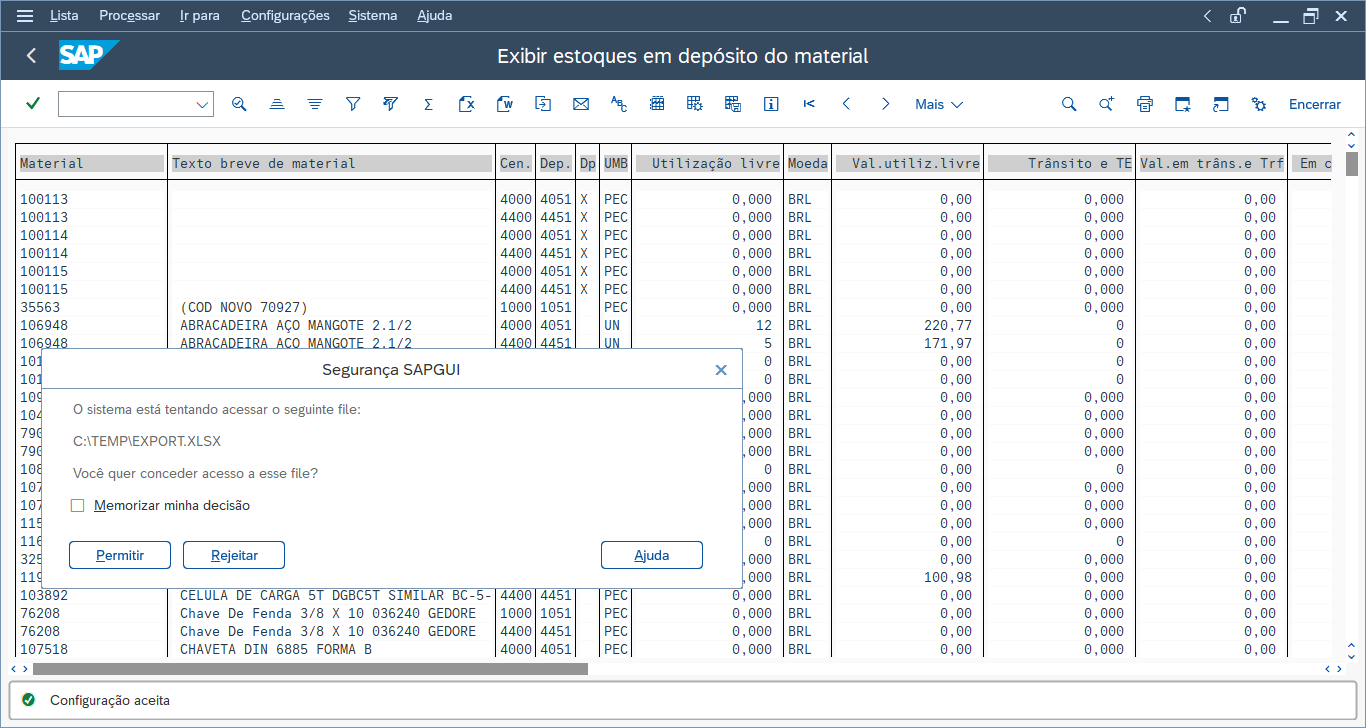 Lista Processar Ir para Configurações Sistema Ajuda
SAP Exibir estoques em depósito do material
Mais Encerrar
Material Texto breve de material Cen. Dep. Dp UMB Utilização livre Moeda Val.utiliz.livre Trânsito e TE Val.em trâns.e Trf Em c
100113 4000 4051 X PEC 0,000 BRL 0,00 0,000 0,00
100113 4400 4451 X PEC 0,000 BRL 0,00 0,000 0,00
100114 4000 4051 X PEC 0,000 BRL 0,00 0,000 0,00
100114 4400 4451 X PEC 0,000 BRL 0,00 0,000 0,00
100115 4000 4051 X PEC 0,000 BRL 0,00 0,000 0,00
100115 4400 4451 X PEC 0,000 BRL 0,00 0,000 0,00
35563 (COD NOVO 70927) 1000 1051 PEC 0,000 BRL 0,00 0,000 0,00
106948 ABRACADEIRA AÇO MANGOTE 2.1/2 4000 4051 UN 12 BRL 220,77 0 0,00
106948 ABRACADEIRA AÇO MANGOTE 2.1/2 4400 4451 UN 5 BRL 171,97 0 0,00
101 0 BRL 0,00 0 0,00
101 0 BRL 0,00 0 0,00
109 ,000 BRL 0,00 0,000 0,00
104 ,000 BRL 0,00 0,000 0,00
790 ,000 BRL 0,00 0,000 0,00
790 ,000 BRL 0,00 0,000 0,00
108 0 BRL 0,00 0 0,00
107 ,000 BRL 0,00 0,000 0,00
107 ,000 BRL 0,00 0,000 0,00
115 ,000 BRL 0,00 0,000 0,00
116 0 BRL 0,00 0 0,00
325 ,000 BRL 0,00 0,000 0,00
119 ,000 BRL 100,98 0,000 0,00
Segurança SAPGUI
O sistema está tentando acessar o seguinte file:
C:\TEMP\EXPORT.XLSX
Você quer conceder acesso a esse file?
Memorizar minha decisão
Permitir Rejeitar Ajuda
103892 CELULA DE CARGA 5T DGBC5T SIMILAR BC-5- 4400 4451 PEC 0,000 BRL 0,00 0,000 0,00
76208 Chave De Fenda 3/8 X 10 036240 GEDORE 1000 1051 PEC 0,000 BRL 0,00 0,000 0,00
76208 Chave De Fenda 3/8 X 10 036240 GEDORE 4400 4451 PEC 0,000 BRL 0,00 0,000 0,00
107518 CHAVETA DIN 6885 FORMA B 4000 4051 PEC 0,000 BRL 0,00 0,000 0,00
Configuração aceita